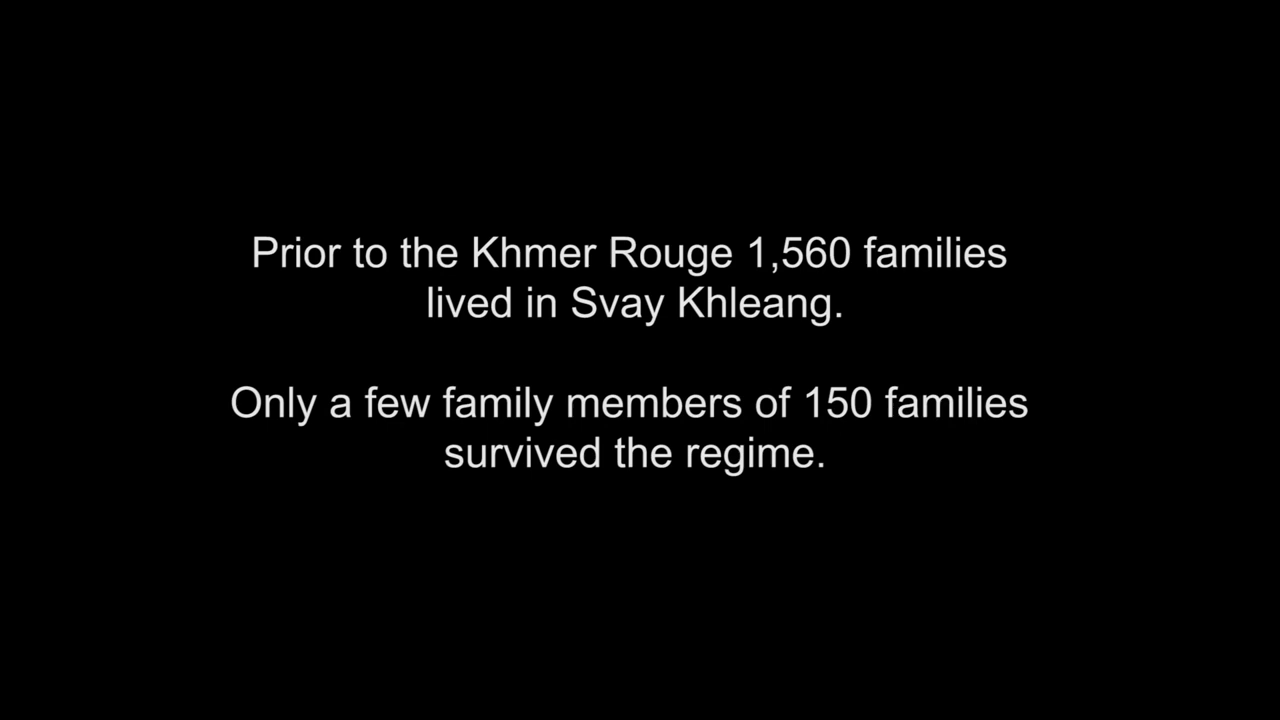 Prior to the Khmer Rouge 1,560 families
lived in Svay Khleang.
Only a few family members of 150 families
survived the regime.